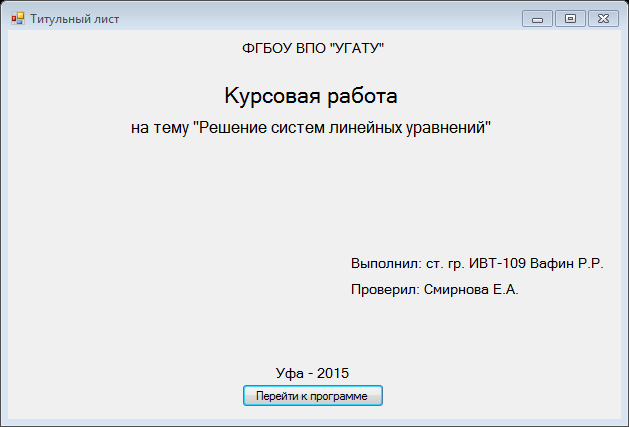 Титульный лист
ФГБОУ ВПО "УГАТУ"
Курсовая работа
на тему "Решение систем линейных уравнений"
Выполнил: ст. гр. ИВТ-109 Вафин Р.Р.
Проверил: Смирнова Е.А.
Уфа - 2015
Перейти к программе